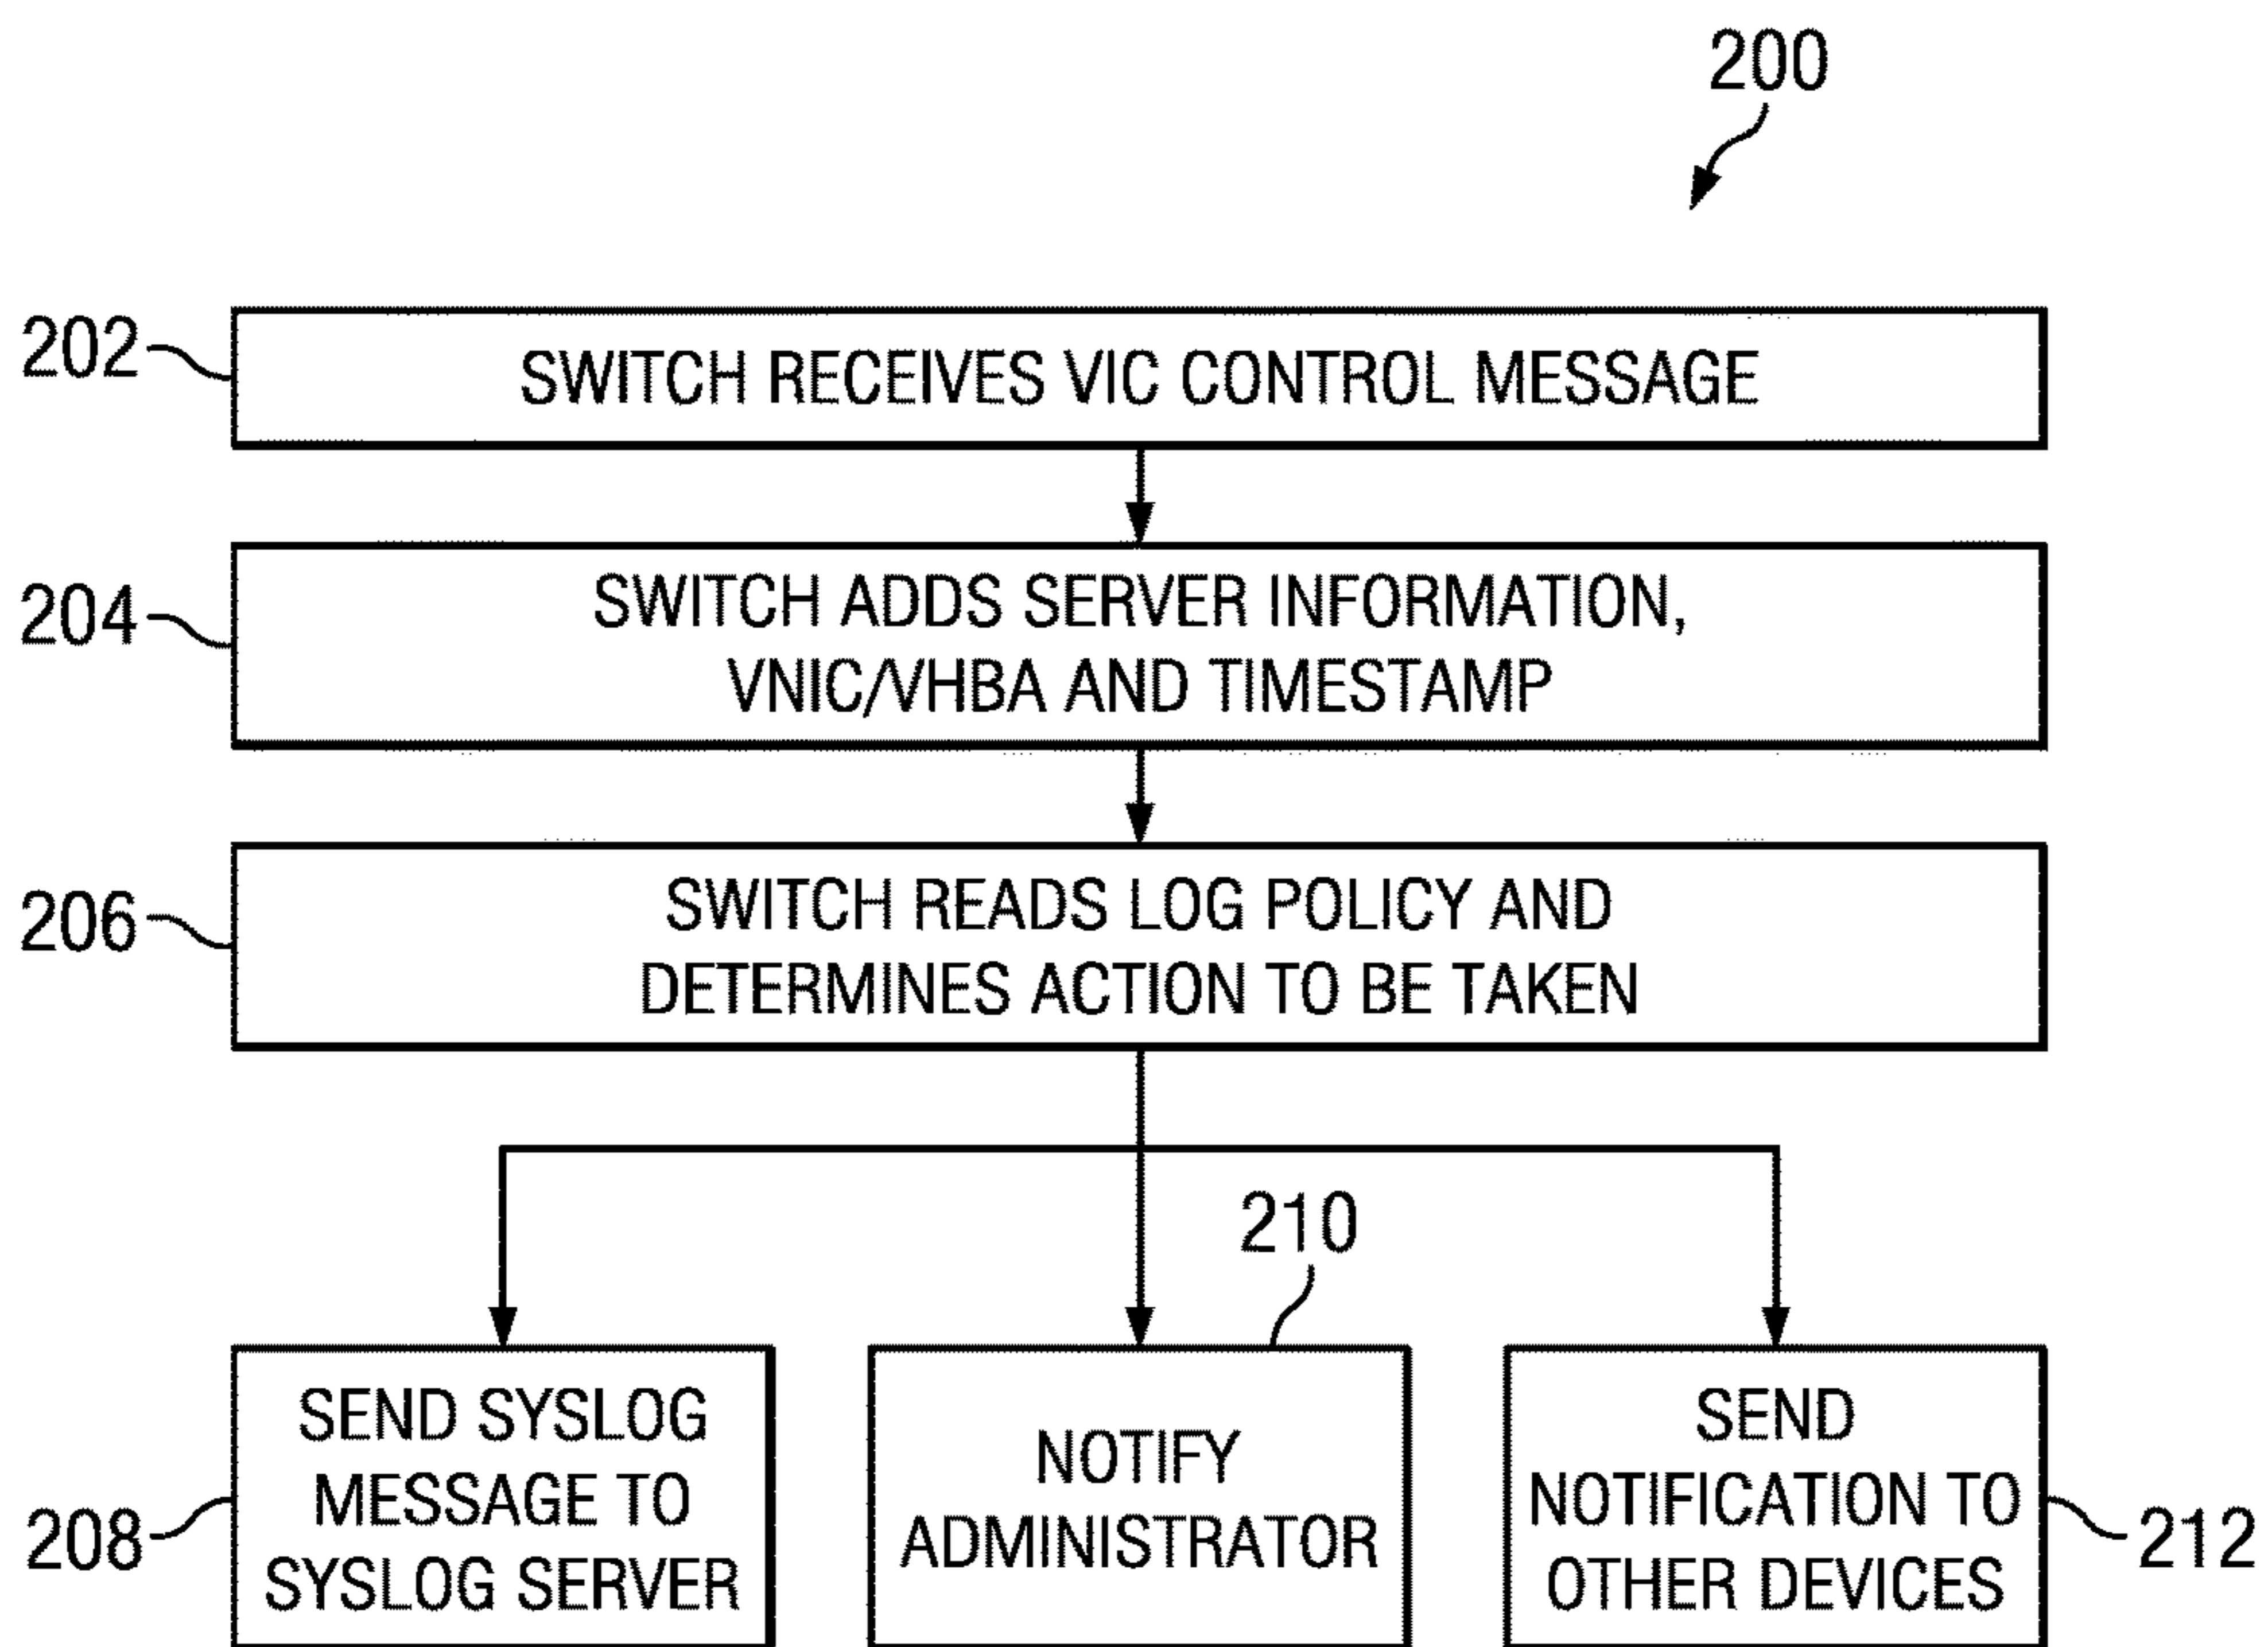 200
202
SWITCH RECEIVES VIC CONTROL MESSAGE
204
SWITCH ADDS SERVER INFORMATION,
VNIC/VHBA AND TIMESTAMP
206
SWITCH READS LOG POLICY AND
DETERMINES ACTION TO BE TAKEN
208
SEND SYSLOG
MESSAGE TO
SYSLOG SERVER
210
NOTIFY
ADMINISTRATOR
SEND
NOTIFICATION TO
OTHER DEVICES
212